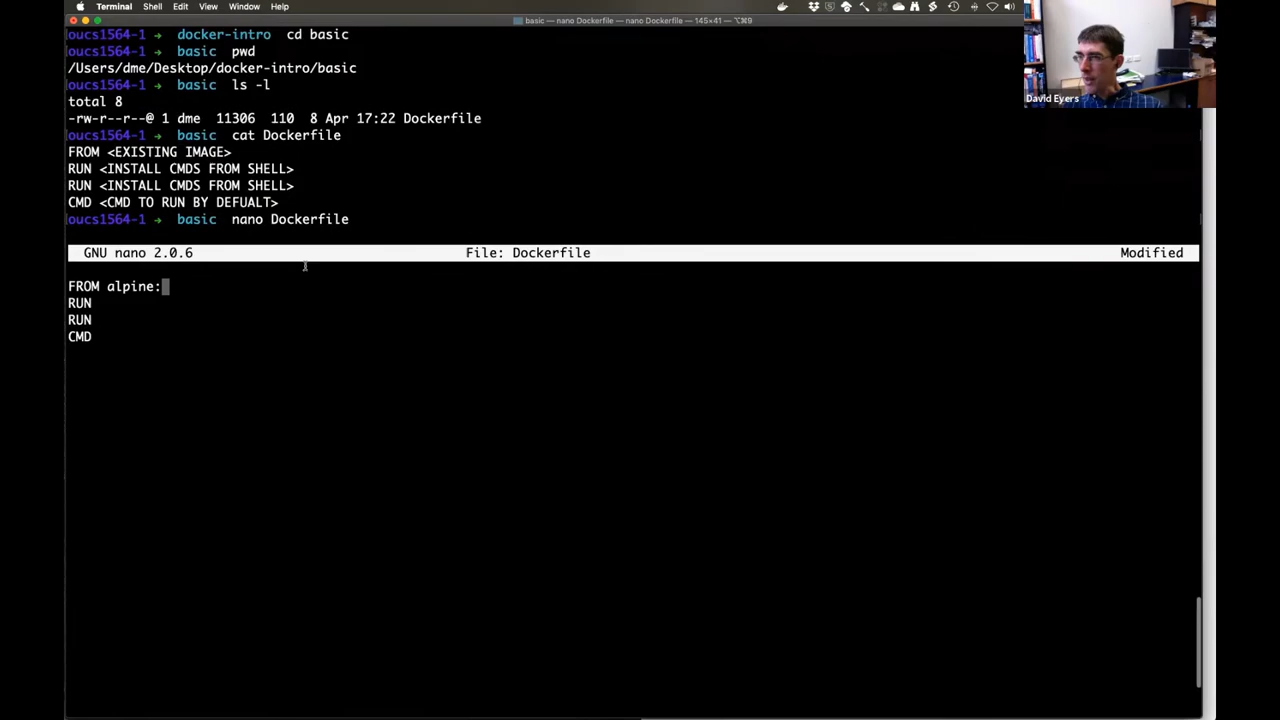 Terminal Shell Edit View Window Help
basic — nano Dockerfile — nano Dockerfile — 145×41 — ⌥⌘9
oucs1564-1 → docker-intro cd basic
oucs1564-1 → basic pwd
/Users/dme/Desktop/docker-intro/basic
oucs1564-1 → basic ls -l
total 8
-rw-r--r--@ 1 dme 11306 110 8 Apr 17:22 Dockerfile
oucs1564-1 → basic cat Dockerfile
FROM <EXISTING IMAGE>
RUN <INSTALL CMDS FROM SHELL>
RUN <INSTALL CMDS FROM SHELL>
CMD <CMD TO RUN BY DEFUALT>
oucs1564-1 → basic nano Dockerfile
GNU nano 2.0.6 File: Dockerfile Modified
FROM alpine:
RUN
RUN
CMD
David Eyers